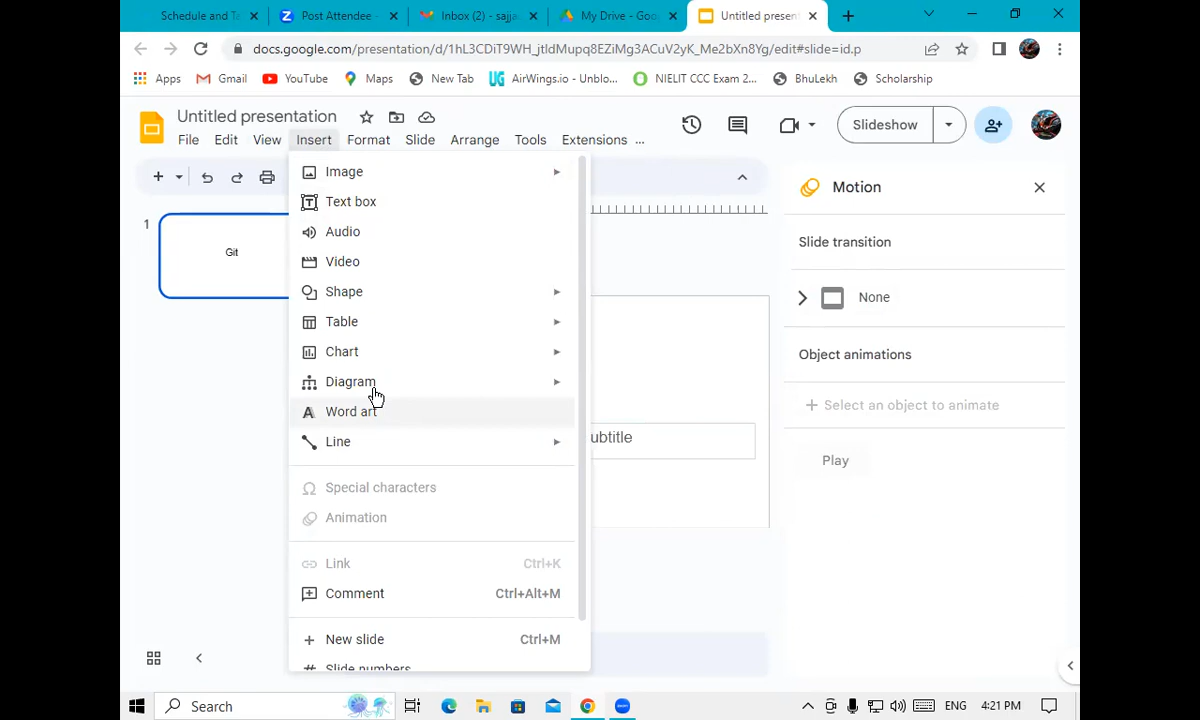 Schedule and Ta
Post Attendee -
Inbox (2) - sajja
My Drive - Goo
Untitled presen
docs.google.com/presentation/d/1hL3CDiT9WH_jtIdMupq8EZiMg3ACuV2yK_Me2bXn8Yg/edit#slide=id.p
Apps
Gmail
YouTube
Maps
New Tab
AirWings.io - Unblo...
NIELIT CCC Exam 2...
BhuLekh
Scholarship
Untitled presentation
File Edit View Insert Format Slide Arrange Tools Extensions ...
Slideshow
Image
Text box
Audio
Video
Shape
Table
Chart
Diagram
Word art
Line
Special characters
Animation
Link Ctrl+K
Comment Ctrl+Alt+M
New slide Ctrl+M
Slide numbers
1
Git
ubtitle
Motion
Slide transition
None
Object animations
+ Select an object to animate
Play
Search
ENG
4:21 PM